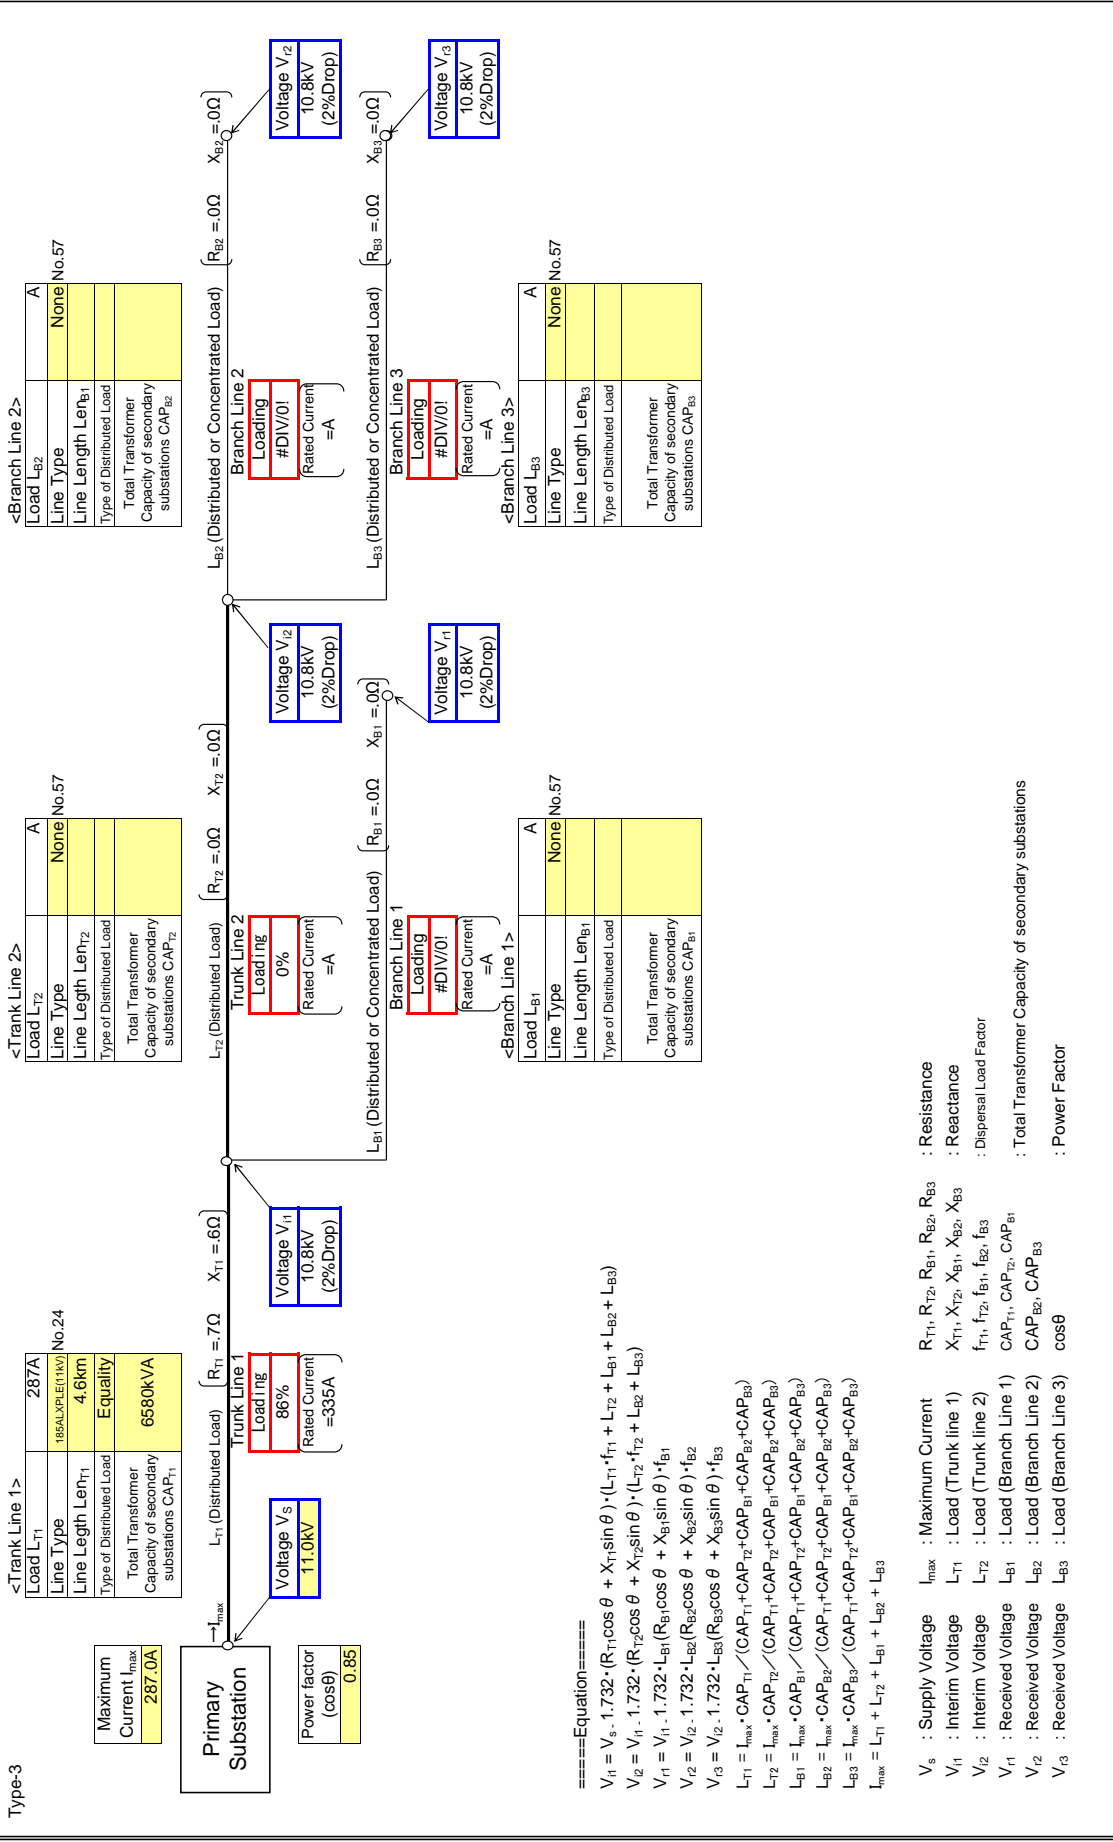 Type-3
Maximum
Current Imax
287.0A
Primary
Substation
→Imax
Power factor
(cosθ)
0.85
Voltage VS
11.0kV
<Trank Line 1>
Load LT1 287A
Line Type 185ALXPLE(11kV) No.24
Line Length LenT1 4.6km
Type of Distributed Load Equality
Total Transformer
Capacity of secondary
substations CAPT1
6580kVA
LT1 (Distributed Load) RT1 =.7Ω XT1 =.6Ω
Trunk Line 1
Loading
86%
Rated Current
=335A
Voltage Vi1
10.8kV
(2%Drop)
<Trank Line 2>
Load LT2 A
Line Type None No.57
Line Legth LenT2
Type of Distributed Load
Total Transformer
Capacity of secondary
substations CAPT2
LT2 (Distributed Load) RT2 =.0Ω XT2 =.0Ω
Trunk Line 2
Loading
0%
Rated Current
=A
Voltage Vi2
10.8kV
(2%Drop)
LB1 (Distributed or Concentrated Load) RB1 =.0Ω XB1 =.0Ω
Branch Line 1
Loading
#DIV/0!
Rated Current
=A
Voltage Vr1
10.8kV
(2%Drop)
<Branch Line 1>
Load LB1 A
Line Type None No.57
Line Length LenB1
Type of Distributed Load
Total Transformer
Capacity of secondary
substations CAPB1
<Branch Line 2>
Load LB2 A
Line Type None No.57
Line Length LenB1
Type of Distributed Load
Total Transformer
Capacity of secondary
substations CAPB2
LB2 (Distributed or Concentrated Load) RB2 =.0Ω XB2 =.0Ω
Branch Line 2
Loading
#DIV/0!
Rated Current
=A
Voltage Vr2
10.8kV
(2%Drop)
LB3 (Distributed or Concentrated Load) RB3 =.0Ω XB3 =.0Ω
Branch Line 3
Loading
#DIV/0!
Rated Current
=A
Voltage Vr3
10.8kV
(2%Drop)
<Branch Line 3>
Load LB3 A
Line Type None No.57
Line Length LenB3
Type of Distributed Load
Total Transformer
Capacity of secondary
substations CAPB3
=====Equation=====
Vi1 = Vs - 1.732・(RT1cosθ + XT1sinθ)・(LT1・fT1 + LT2 + LB1 + LB2 + LB3)
Vi2 = Vi1 - 1.732・(RT2cosθ + XT2sinθ)・(LT2・fT2 + LB2 + LB3)
Vr1 = Vi1 - 1.732・LB1(RB1cosθ + XB1sinθ)・fB1
Vr2 = Vi2 - 1.732・LB2(RB2cosθ + XB2sinθ)・fB2
Vr3 = Vi2 - 1.732・LB3(RB3cosθ + XB3sinθ)・fB3
LT1 = Imax・CAPT1／(CAPT1+CAPT2+CAPB1+CAPB2+CAPB3)
LT2 = Imax・CAPT2／(CAPT1+CAPT2+CAPB1+CAPB2+CAPB3)
LB1 = Imax・CAPB1／(CAPT1+CAPT2+CAPB1+CAPB2+CAPB3)
LB2 = Imax・CAPB2／(CAPT1+CAPT2+CAPB1+CAPB2+CAPB3)
LB3 = Imax・CAPB3／(CAPT1+CAPT2+CAPB1+CAPB2+CAPB3)
Imax = LT1 + LT2 + LB1 + LB2 + LB3
Vs : Supply Voltage Imax : Maximum Current RT1, RT2, RB1, RB2, RB3 : Resistance
Vi1 : Interim Voltage LT1 : Load (Trunk line 1) XT1, XT2, XB1, XB2, XB3 : Reactance
Vi2 : Interim Voltage LT2 : Load (Trunk line 2) fT1, fT2, fB1, fB2, fB3 : Dispersal Load Factor
Vr1 : Received Voltage LB1 : Load (Branch Line 1) CAPT1, CAPT2, CAPB1 : Total Transformer Capacity of secondary substations
Vr2 : Received Voltage LB2 : Load (Branch Line 2) CAPB2, CAPB3
Vr3 : Received Voltage LB3 : Load (Branch Line 3) cosθ : Power Factor